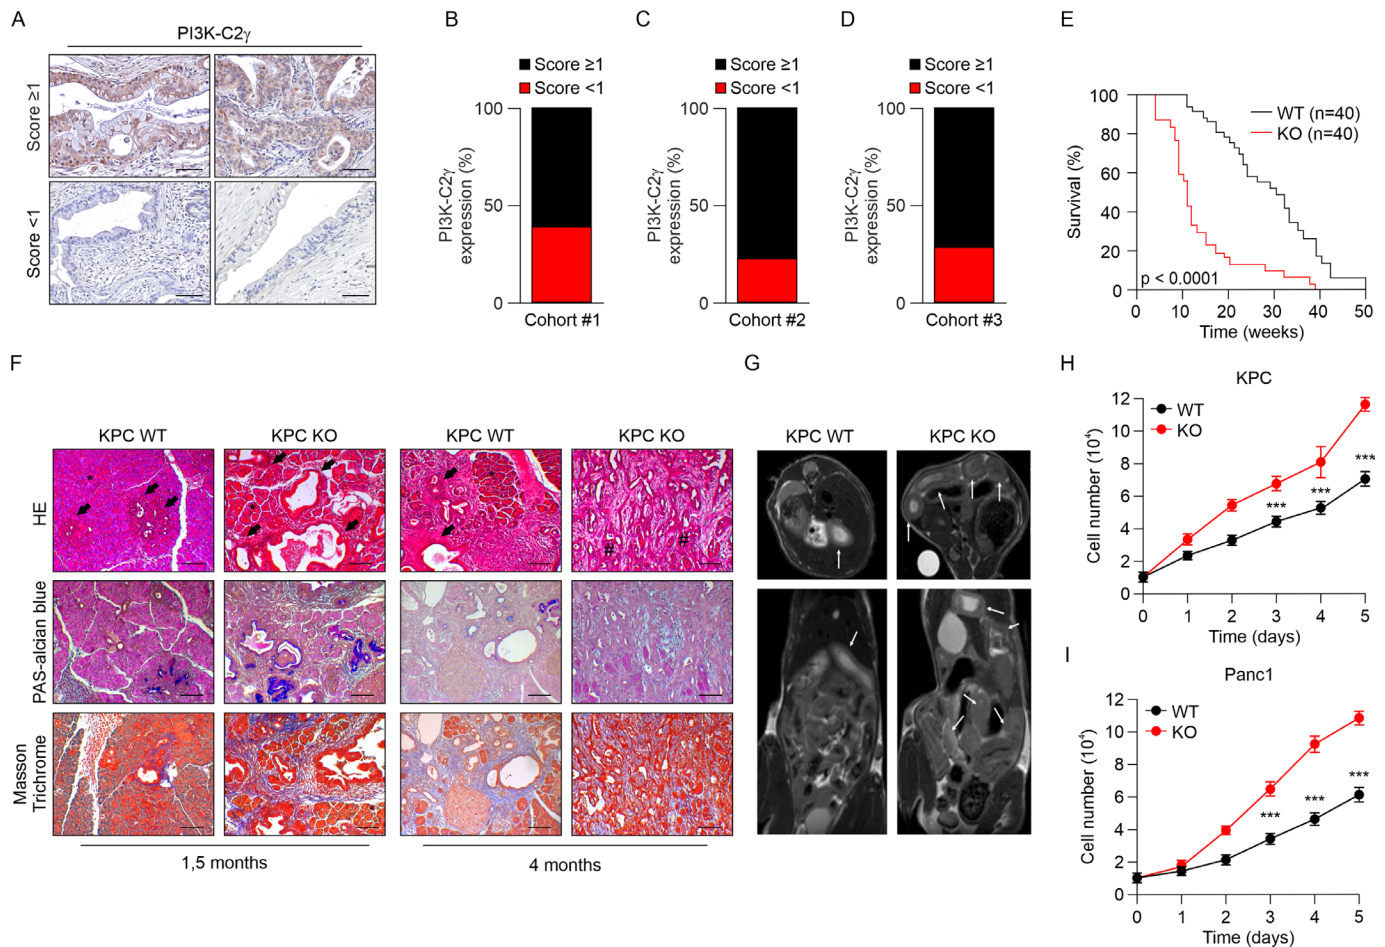 A
PI3K-C2γ
Score ≥1
Score <1
B
Score ≥1
Score <1
PI3K-C2γ
expression (%)
100
50
0
Cohort #1
C
Score ≥1
Score <1
PI3K-C2γ
expression (%)
100
50
0
Cohort #2
D
Score ≥1
Score <1
PI3K-C2γ
expression (%)
100
50
0
Cohort #3
E
Survival (%)
100
80
60
40
20
0
WT (n=40)
KO (n=40)
p < 0.0001
0 10 20 30 40 50
Time (weeks)
F
KPC WT KPC KO KPC WT KPC KO
HE
* * * # #
PAS-alcian blue
Masson
Trichrome
1,5 months 4 months
G
KPC WT KPC KO
H
KPC
Cell number (10⁴)
12
10
8
6
4
2
0
WT
KO
*** *** ***
0 1 2 3 4 5
Time (days)
I
Panc1
Cell number (10⁴)
12
10
8
6
4
2
0
WT
KO
*** *** ***
0 1 2 3 4 5
Time (days)